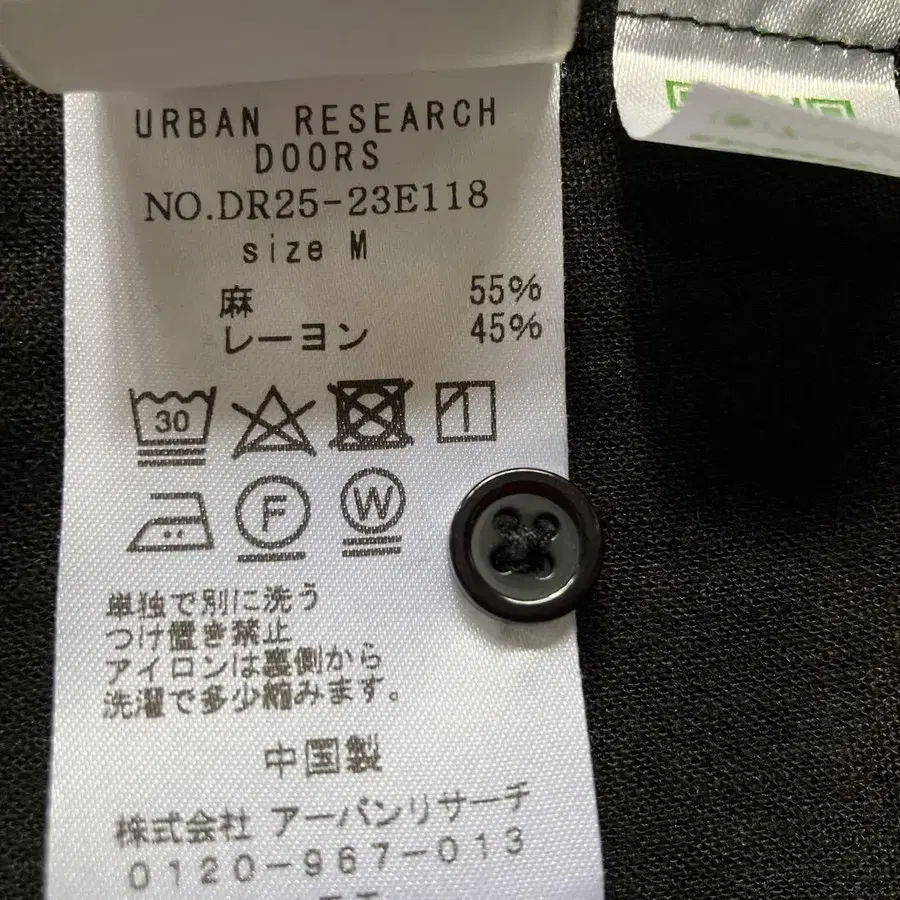 URBAN RESEARCH
DOORS
NO.DR25-23E118
size M
麻 55%
レーヨン 45%
30
F W
単独で別に洗う
つけ置き禁止
アイロンは裏側から
洗濯で多少縮みます。
中国製
株式会社 アーバンリサーチ
0120-967-013